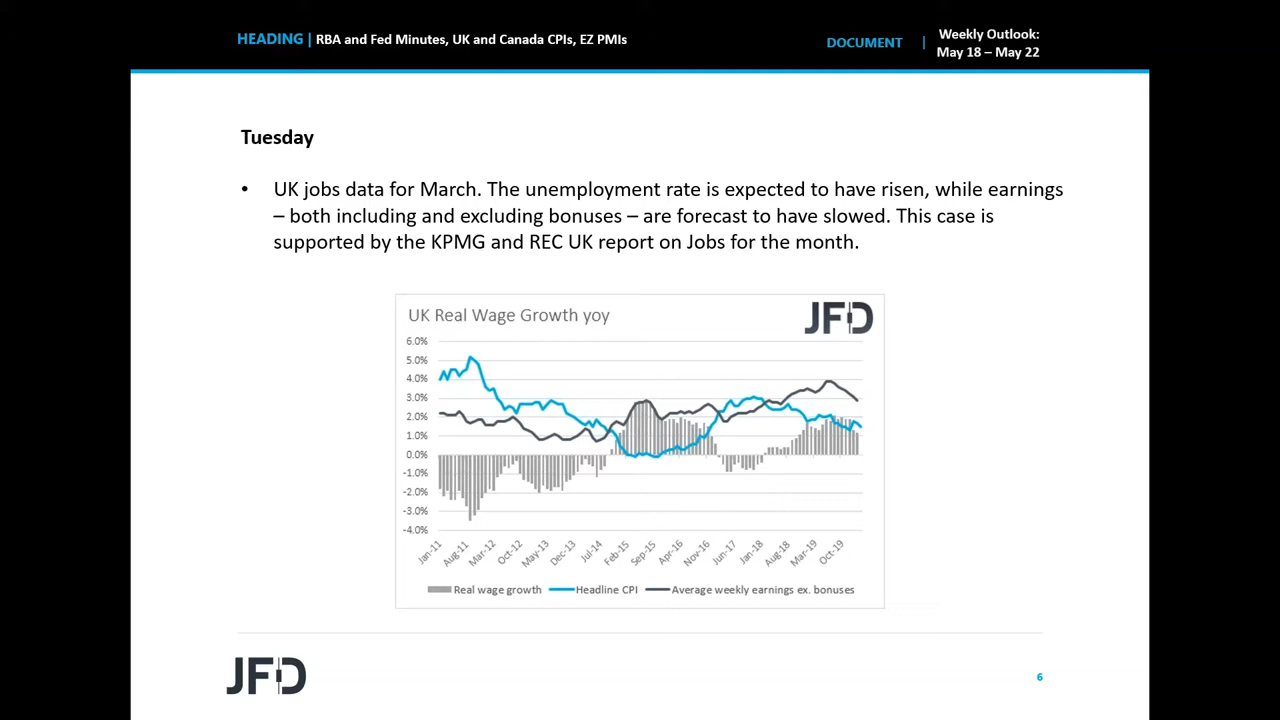 HEADING | RBA and Fed Minutes, UK and Canada CPIs, EZ PMIs
DOCUMENT | Weekly Outlook:
May 18 – May 22
Tuesday
• UK jobs data for March. The unemployment rate is expected to have risen, while earnings
– both including and excluding bonuses – are forecast to have slowed. This case is
supported by the KPMG and REC UK report on Jobs for the month.
UK Real Wage Growth yoy
JFD
6.0%
5.0%
4.0%
3.0%
2.0%
1.0%
0.0%
-1.0%
-2.0%
-3.0%
-4.0%
Jan-11 Aug-11 Mar-12 Oct-12 May-13 Dec-13 Jul-14 Feb-15 Sep-15 Apr-16 Nov-16 Jun-17 Jan-18 Aug-18 Mar-19 Oct-19
Real wage growth Headline CPI Average weekly earnings ex. bonuses
JFD
6